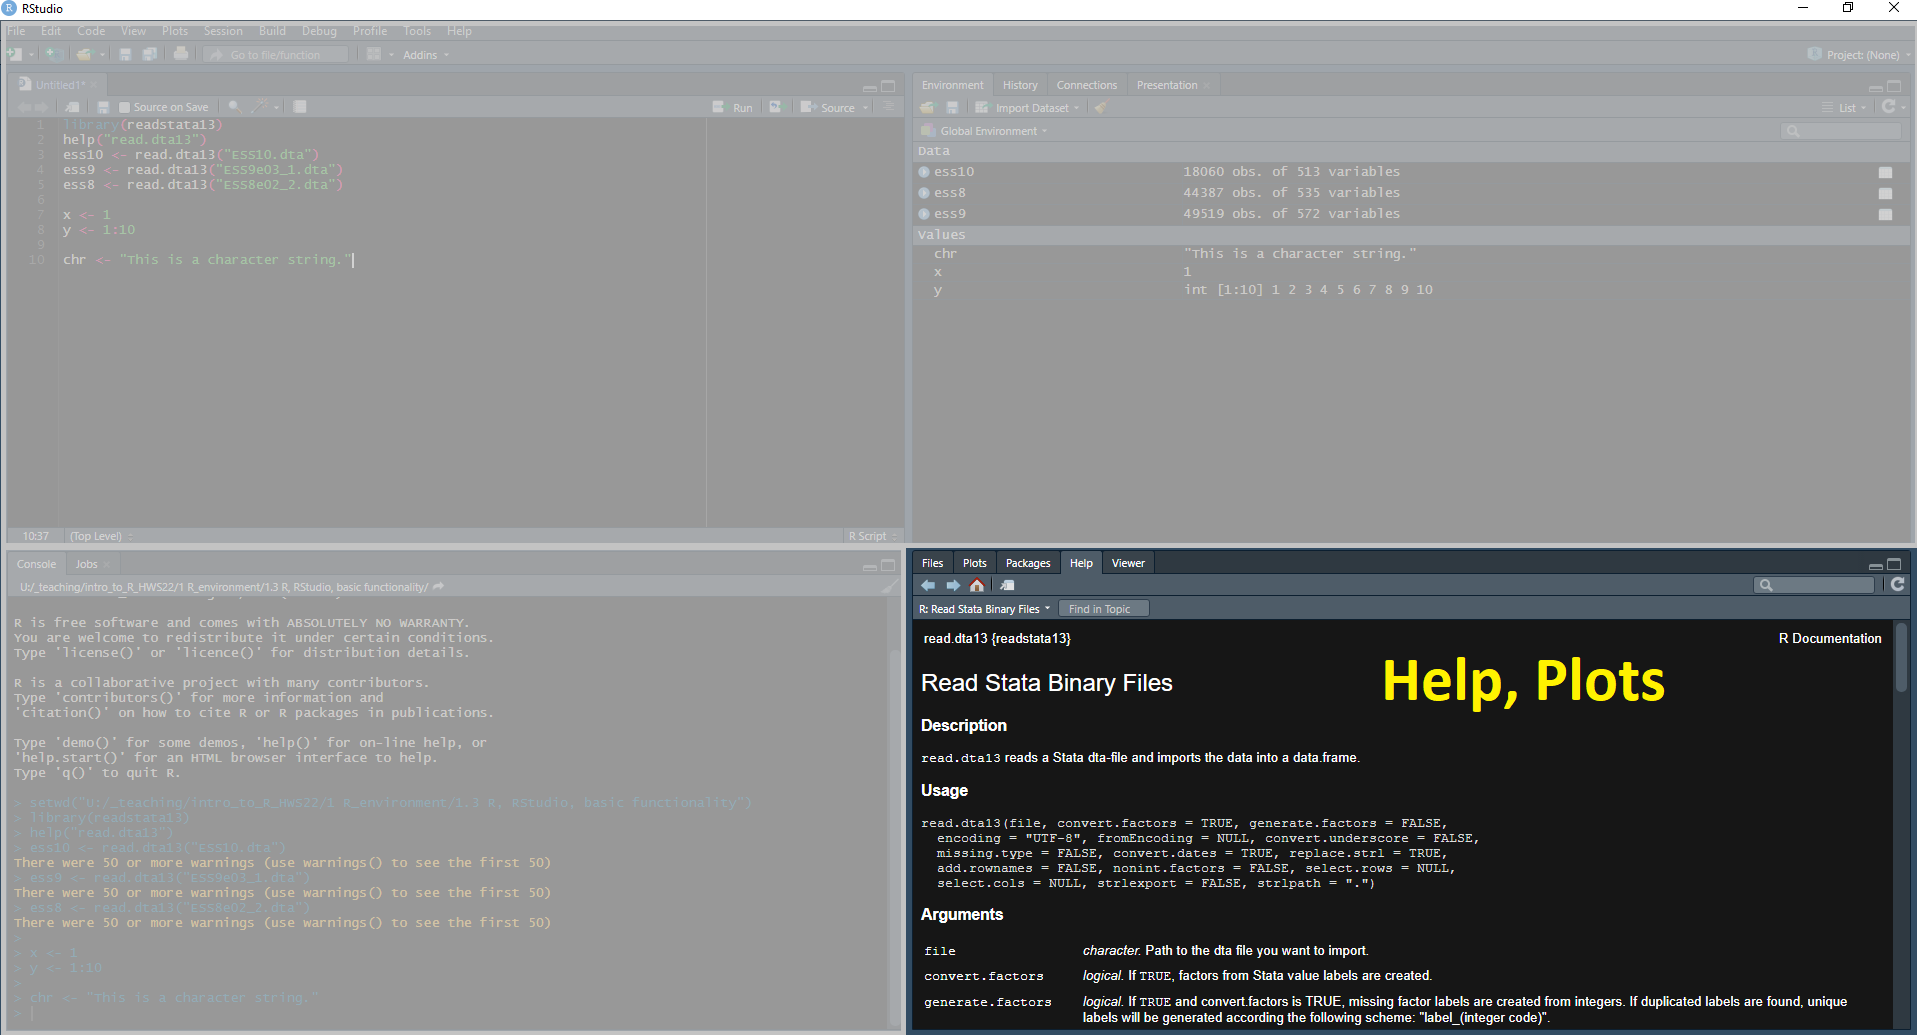 RStudio
File Edit Code View Plots Session Build Debug Profile Tools Help
Go to file/function Addins Project: (None)
Untitled1*
Source on Save Run Source
1 library(readstata13)
2 help("read.dta13")
3 ess10 <- read.dta13("ESS10.dta")
4 ess9 <- read.dta13("ESS9e03_1.dta")
5 ess8 <- read.dta13("ESS8e02_2.dta")
6
7 x <- 1
8 y <- 1:10
9
10 chr <- "This is a character string."
10:37 (Top Level) R Script
Environment History Connections Presentation
Import Dataset List
Global Environment
Data
ess10 18060 obs. of 513 variables
ess8 44387 obs. of 535 variables
ess9 49519 obs. of 572 variables
Values
chr "This is a character string."
x 1
y int [1:10] 1 2 3 4 5 6 7 8 9 10
Console Jobs
U:/_teaching/intro_to_R_HWS22/1 R_environment/1.3 R, RStudio, basic functionality/
R is free software and comes with ABSOLUTELY NO WARRANTY.
You are welcome to redistribute it under certain conditions.
Type 'license()' or 'licence()' for distribution details.
R is a collaborative project with many contributors.
Type 'contributors()' for more information and
'citation()' on how to cite R or R packages in publications.
Type 'demo()' for some demos, 'help()' for on-line help, or
'help.start()' for an HTML browser interface to help.
Type 'q()' to quit R.
> setwd("U:/_teaching/intro_to_R_HWS22/1 R_environment/1.3 R, RStudio, basic functionality")
> library(readstata13)
> help("read.dta13")
> ess10 <- read.dta13("ESS10.dta")
There were 50 or more warnings (use warnings() to see the first 50)
> ess9 <- read.dta13("ESS9e03_1.dta")
There were 50 or more warnings (use warnings() to see the first 50)
> ess8 <- read.dta13("ESS8e02_2.dta")
There were 50 or more warnings (use warnings() to see the first 50)
>
> x <- 1
> y <- 1:10
>
> chr <- "This is a character string."
>
Files Plots Packages Help Viewer
R: Read Stata Binary Files Find in Topic
read.dta13 {readstata13} R Documentation
Help, Plots
Read Stata Binary Files
Description
read.dta13 reads a Stata dta-file and imports the data into a data.frame.
Usage
read.dta13(file, convert.factors = TRUE, generate.factors = FALSE,
encoding = "UTF-8", fromEncoding = NULL, convert.underscore = FALSE,
missing.type = FALSE, convert.dates = TRUE, replace.strl = TRUE,
add.rownames = FALSE, nonint.factors = FALSE, select.rows = NULL,
select.cols = NULL, strlexport = FALSE, strlpath = ".")
Arguments
file character. Path to the dta file you want to import.
convert.factors logical. If TRUE, factors from Stata value labels are created.
generate.factors logical. If TRUE and convert.factors is TRUE, missing factor labels are created from integers. If duplicated labels are found, unique
labels will be generated according the following scheme: "label_(integer code)".